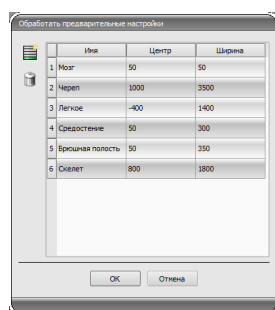 Обработать предварительные настройки
Имя Центр Ширина
1 Мозг 50 50
2 Череп 1000 3500
3 Легкое -400 1400
4 Средостение 50 300
5 Брюшная полость 50 350
6 Скелет 800 1800
OK Отмена